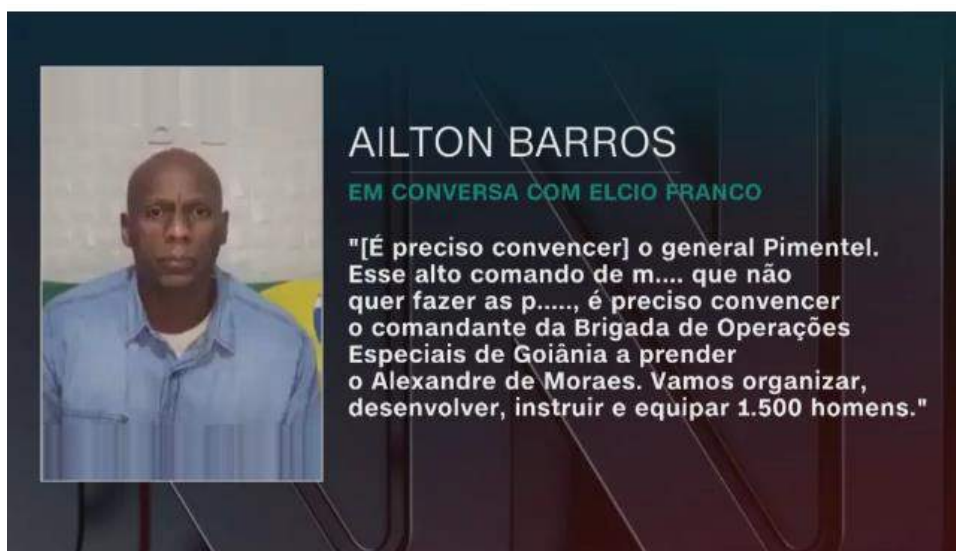 AILTON BARROS
EM CONVERSA COM ELCIO FRANCO
"[É preciso convencer] o general Pimentel.
Esse alto comando de m.... que não
quer fazer as p....., é preciso convencer
o comandante da Brigada de Operações
Especiais de Goiânia a prender
o Alexandre de Moraes. Vamos organizar,
desenvolver, instruir e equipar 1.500 homens."